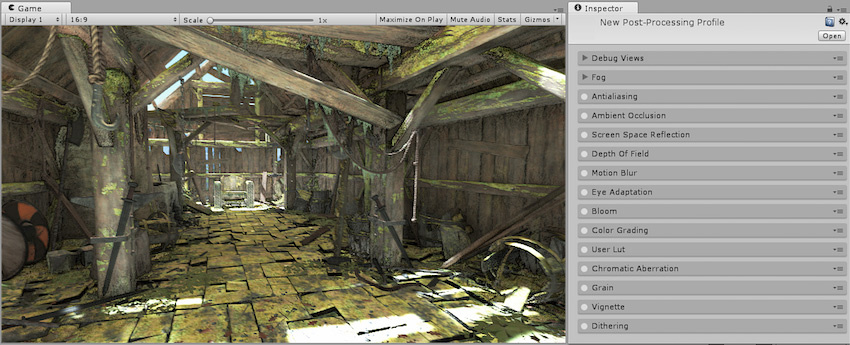 Game
Display 1 16:9 Scale 1x Maximize On Play Mute Audio Stats Gizmos
Inspector
New Post-Processing Profile
Open
Debug Views
Fog
Antialiasing
Ambient Occlusion
Screen Space Reflection
Depth Of Field
Motion Blur
Eye Adaptation
Bloom
Color Grading
User Lut
Chromatic Aberration
Grain
Vignette
Dithering